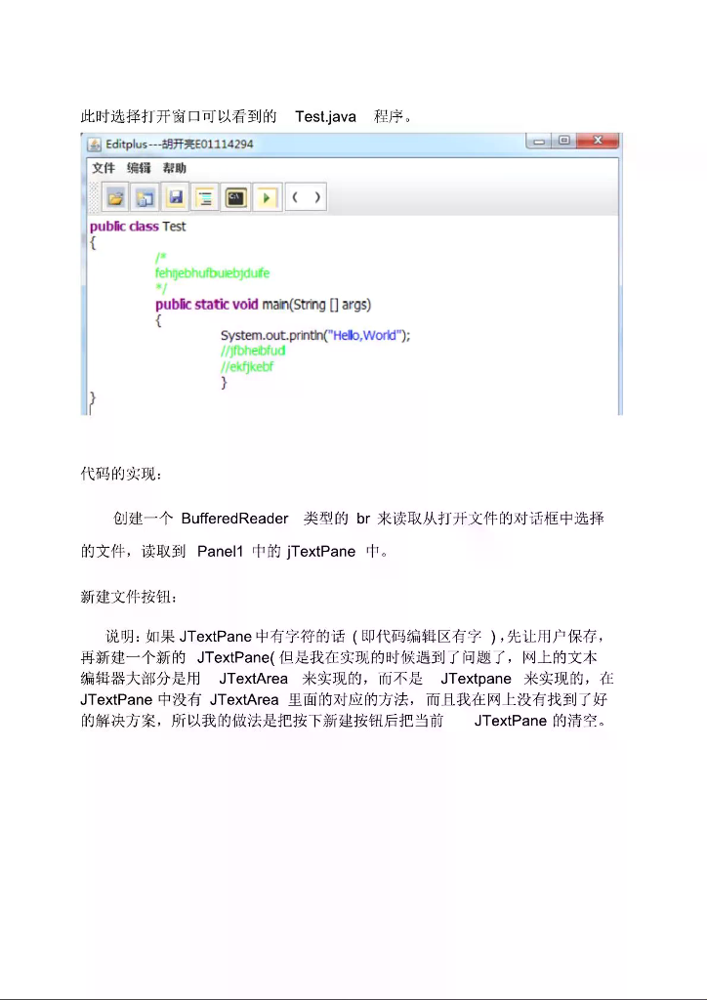 此时选择打开窗口可以看到的 Test.java 程序。
Editplus---胡开亮E01114294
文件 编辑 帮助
public class Test
{
/*
fehijebhufbuiebjduife
*/
public static void main(String [] args)
{
System.out.println("Hello,World");
//jfbheibfud
//ekfjkebf
}
}
代码的实现：
创建一个 BufferedReader 类型的 br 来读取从打开文件的对话框中选择
的文件，读取到 Panel1 中的 jTextPane 中。
新建文件按钮：
说明：如果 JTextPane 中有字符的话 ( 即代码编辑区有字 ) ，先让用户保存，
再新建一个新的 JTextPane( 但是我在实现的时候遇到了问题了，网上的文本
编辑器大部分是用 JTextArea 来实现的，而不是 JTextpane 来实现的，在
JTextPane 中没有 JTextArea 里面的对应的方法，而且我在网上没有找到了好
的解决方案，所以我的做法是把按下新建按钮后把当前 JTextPane 的清空。